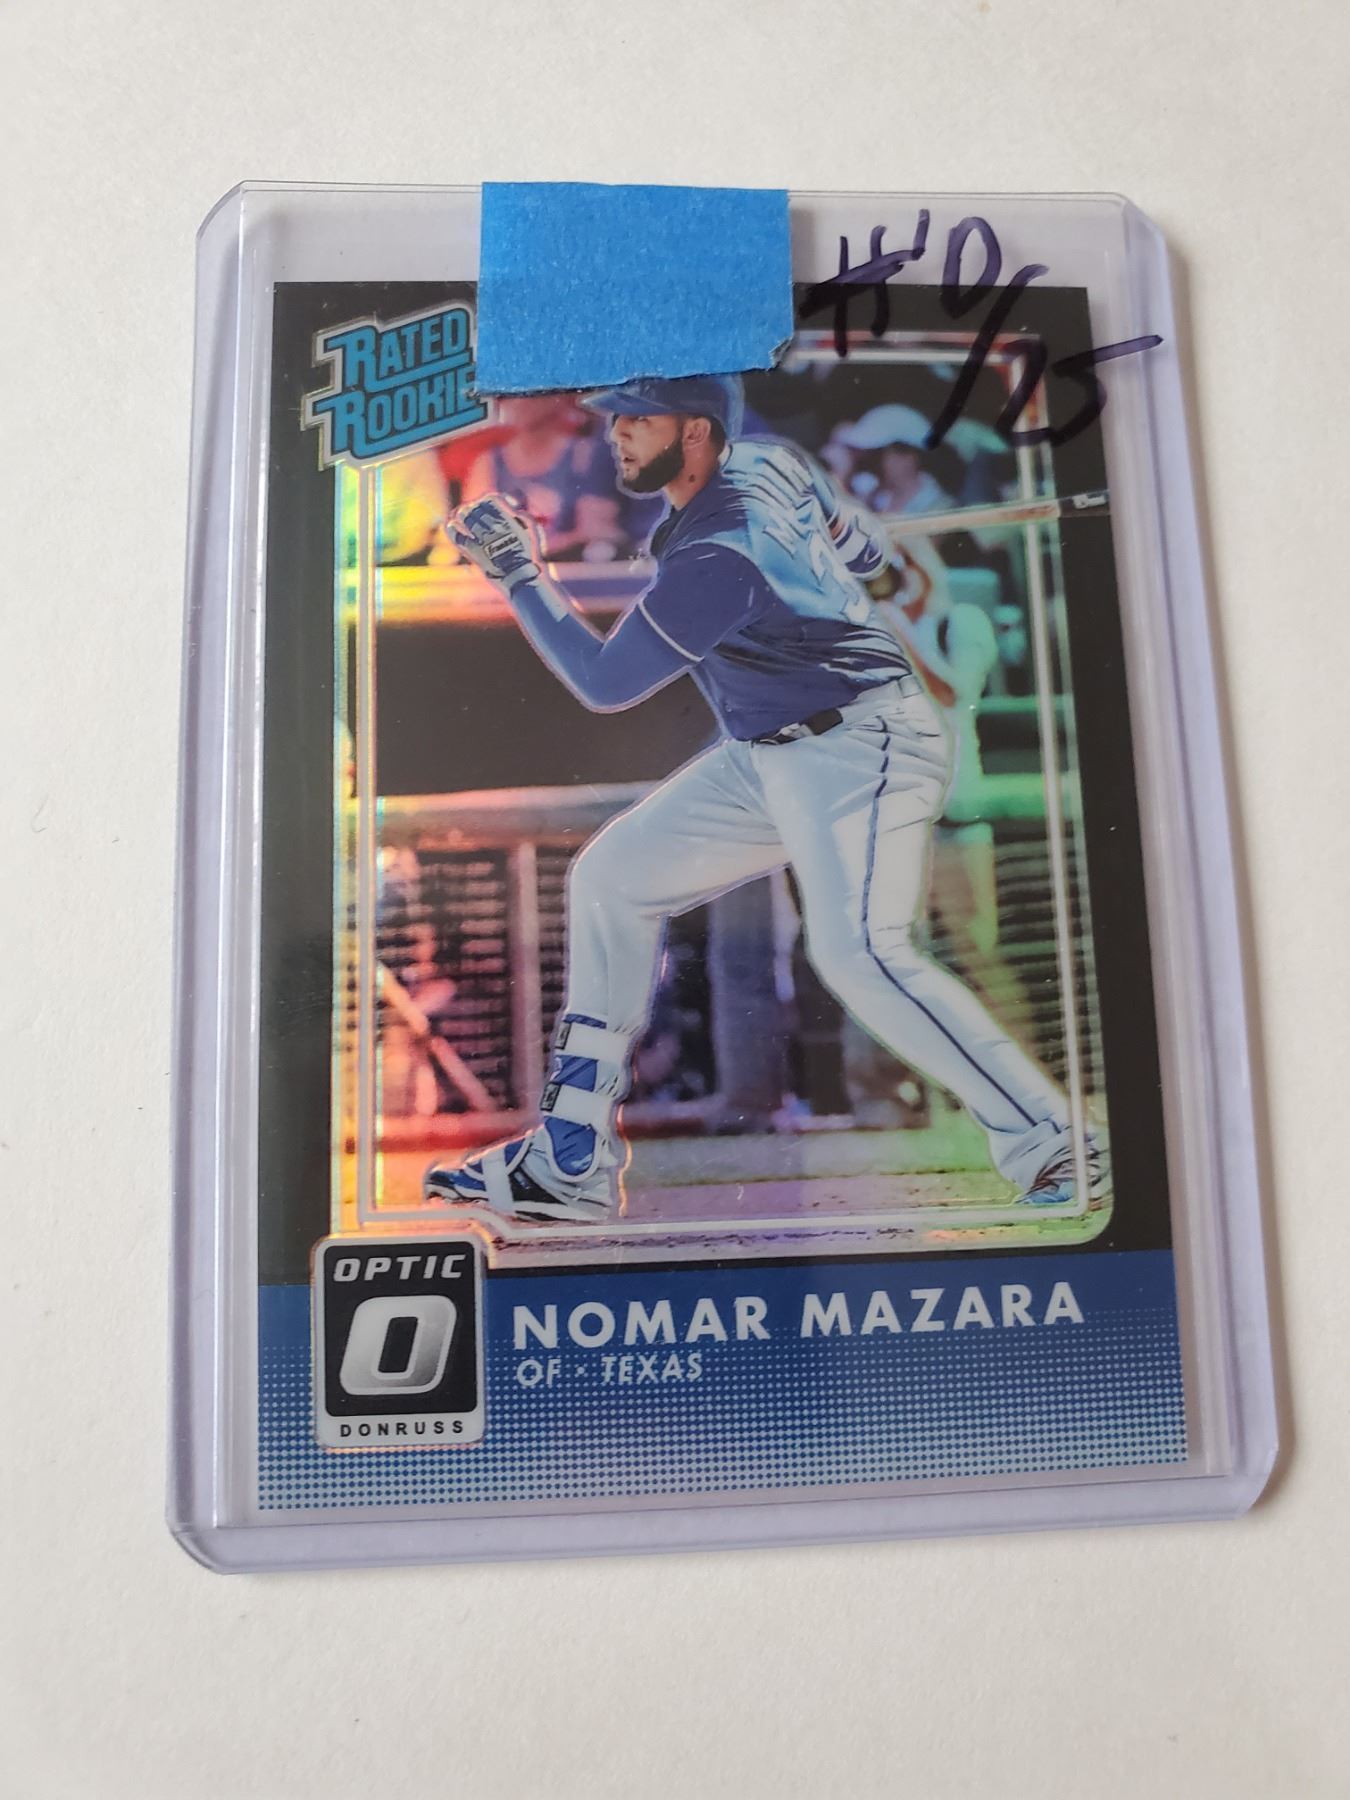 #'D/25
RATED
ROOKIE
OPTIC
O
DONRUSS
NOMAR MAZARA
OF · TEXAS